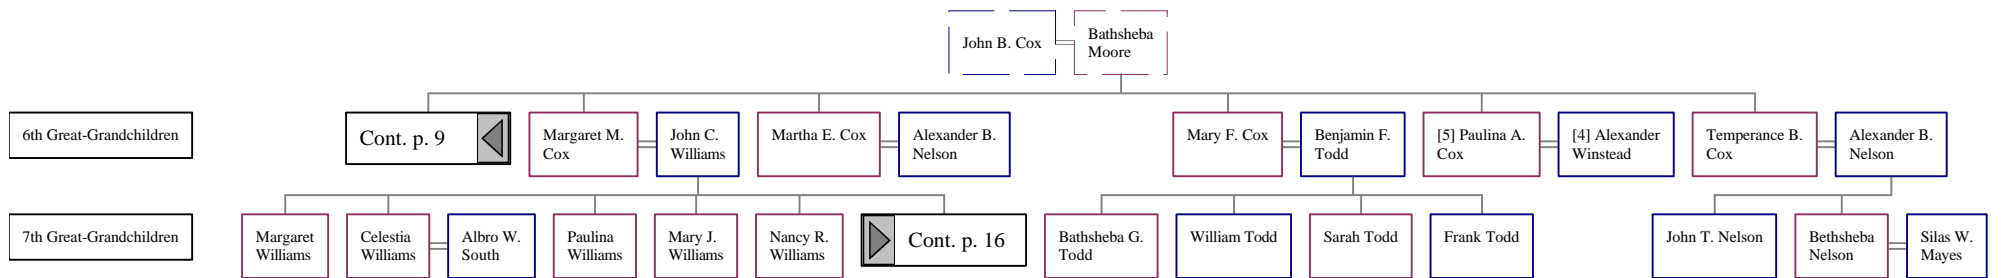 John B. Cox
Bathsheba
Moore
6th Great-Grandchildren
Cont. p. 9
Margaret M.
Cox
John C.
Williams
Martha E. Cox
Alexander B.
Nelson
Mary F. Cox
Benjamin F.
Todd
[5] Paulina A.
Cox
[4] Alexander
Winstead
Temperance B.
Cox
Alexander B.
Nelson
7th Great-Grandchildren
Margaret
Williams
Celestia
Williams
Albro W.
South
Paulina
Williams
Mary J.
Williams
Nancy R.
Williams
Cont. p. 16
Bathsheba G.
Todd
William Todd
Sarah Todd
Frank Todd
John T. Nelson
Bethsheba
Nelson
Silas W.
Mayes